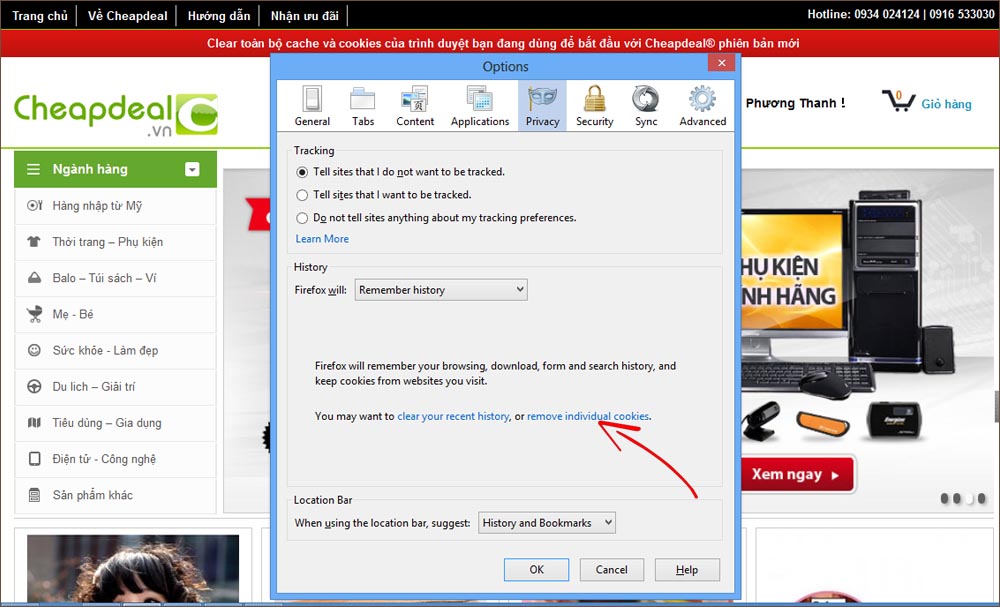 Trang chủ
Về Cheapdeal
Hướng dẫn
Nhận ưu đãi
Hotline: 0934 024124 | 0916 533030
Clear toàn bộ cache và cookies của trình duyệt bạn đang dùng để bắt đầu với Cheapdeal® phiên bản mới
Cheapdeal
.vn
Phương Thanh !
0
Giỏ hàng
Ngành hàng
Hàng nhập từ Mỹ
Thời trang – Phụ kiện
Balo – Túi sách – Ví
Mẹ - Bé
Sức khỏe - Làm đẹp
Du lich – Giải trí
Tiêu dùng – Gia dụng
Điện tử - Công nghệ
Sản phẩm khác
Options
General
Tabs
Content
Applications
Privacy
Security
Sync
Advanced
Tracking
Tell sites that I do not want to be tracked.
Tell sites that I want to be tracked.
Do not tell sites anything about my tracking preferences.
Learn More
History
Firefox will: Remember history
Firefox will remember your browsing, download, form and search history, and
keep cookies from websites you visit.
You may want to clear your recent history, or remove individual cookies.
Location Bar
When using the location bar, suggest: History and Bookmarks
OK
Cancel
Help
HỤ KIỆN
NH HÃNG
Energizer
Xem ngay